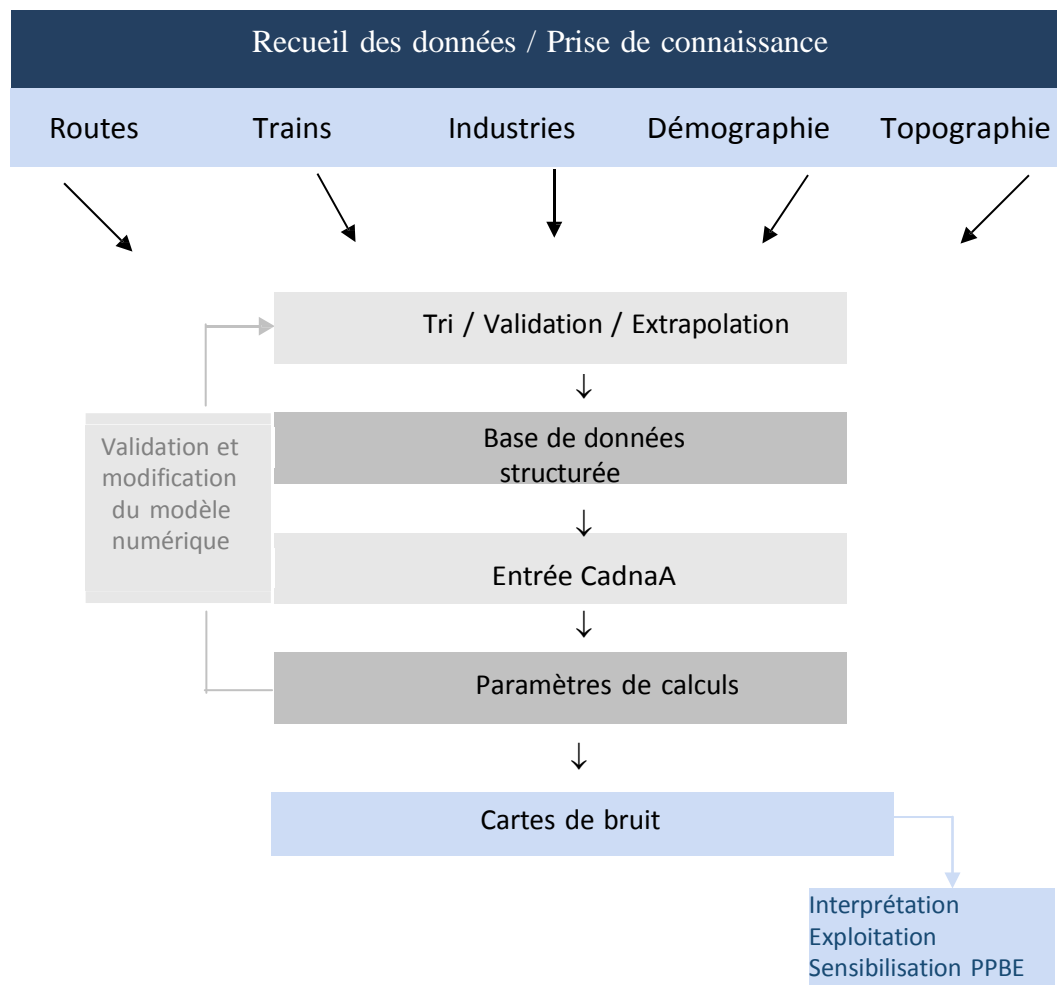 Recueil des données / Prise de connaissance
Routes Trains Industries Démographie Topographie
Tri / Validation / Extrapolation
Base de données
structurée
Validation et
modification
du modèle
numérique
Entrée CadnaA
Paramètres de calculs
Cartes de bruit
Interprétation
Exploitation
Sensibilisation PPBE